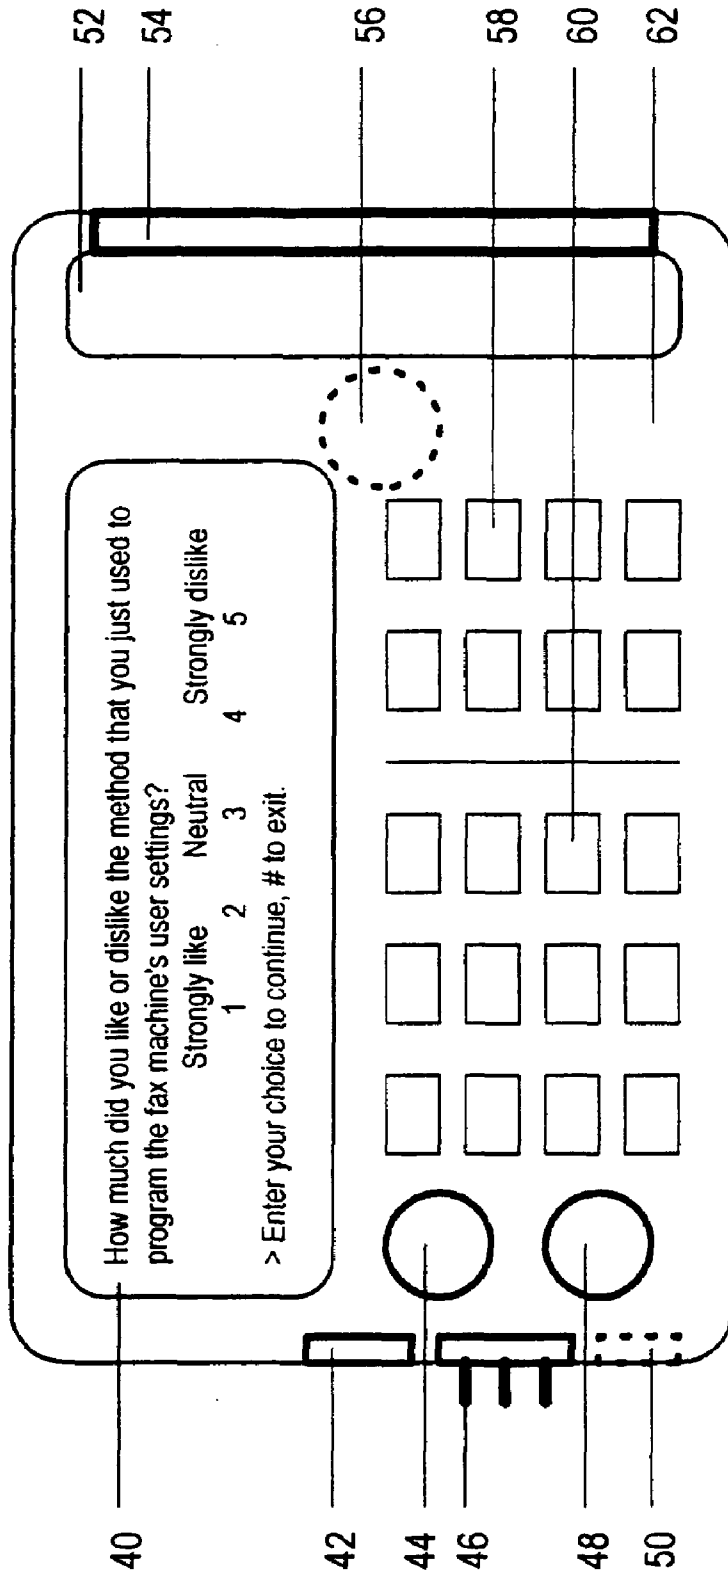 52
54
56
58
60
62
How much did you like or dislike the method that you just used to
program the fax machine's user settings?
Strongly like Neutral Strongly dislike
1 2 3 4 5
> Enter your choice to continue, # to exit.
40
42
44
46
48
50